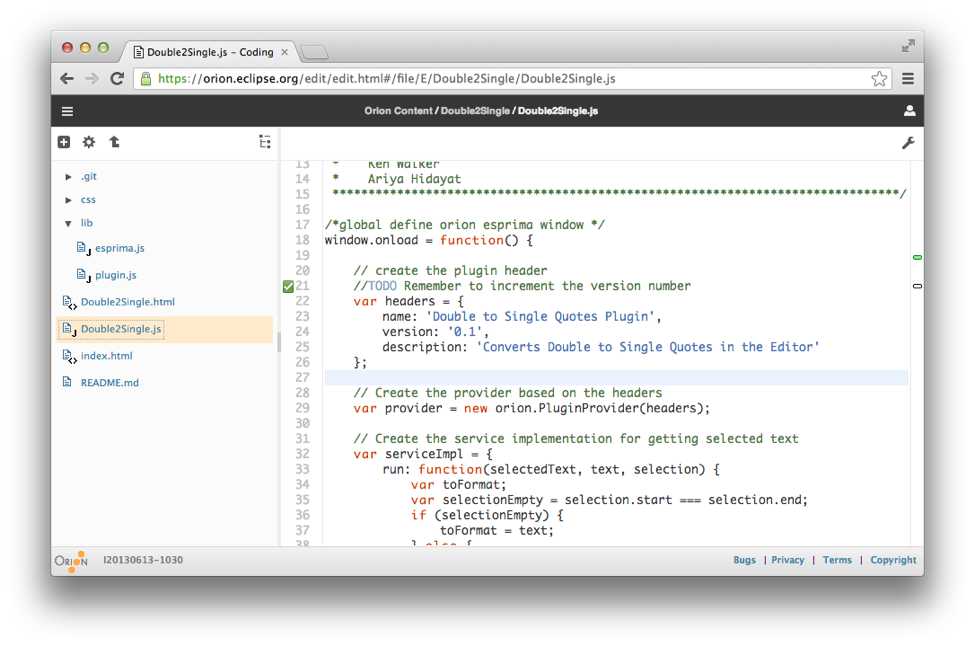 Double2Single.js – Coding
https://orion.eclipse.org/edit/edit.html#/file/E/Double2Single/Double2Single.js
Orion Content / Double2Single / Double2Single.js
.git
css
lib
esprima.js
plugin.js
Double2Single.html
Double2Single.js
index.html
README.md
13 *    Ken Walker
14 *    Ariya Hidayat
15 *******************************************************************************/
16
17 /*global define orion esprima window */
18 window.onload = function() {
19
20     // create the plugin header
21     //TODO Remember to increment the version number
22     var headers = {
23         name: 'Double to Single Quotes Plugin',
24         version: '0.1',
25         description: 'Converts Double to Single Quotes in the Editor'
26     };
27
28     // Create the provider based on the headers
29     var provider = new orion.PluginProvider(headers);
30
31     // Create the service implementation for getting selected text
32     var serviceImpl = {
33         run: function(selectedText, text, selection) {
34             var toFormat;
35             var selectionEmpty = selection.start === selection.end;
36             if (selectionEmpty) {
37                 toFormat = text;
38             } else {
ORION I20130613-1030 Bugs | Privacy | Terms | Copyright